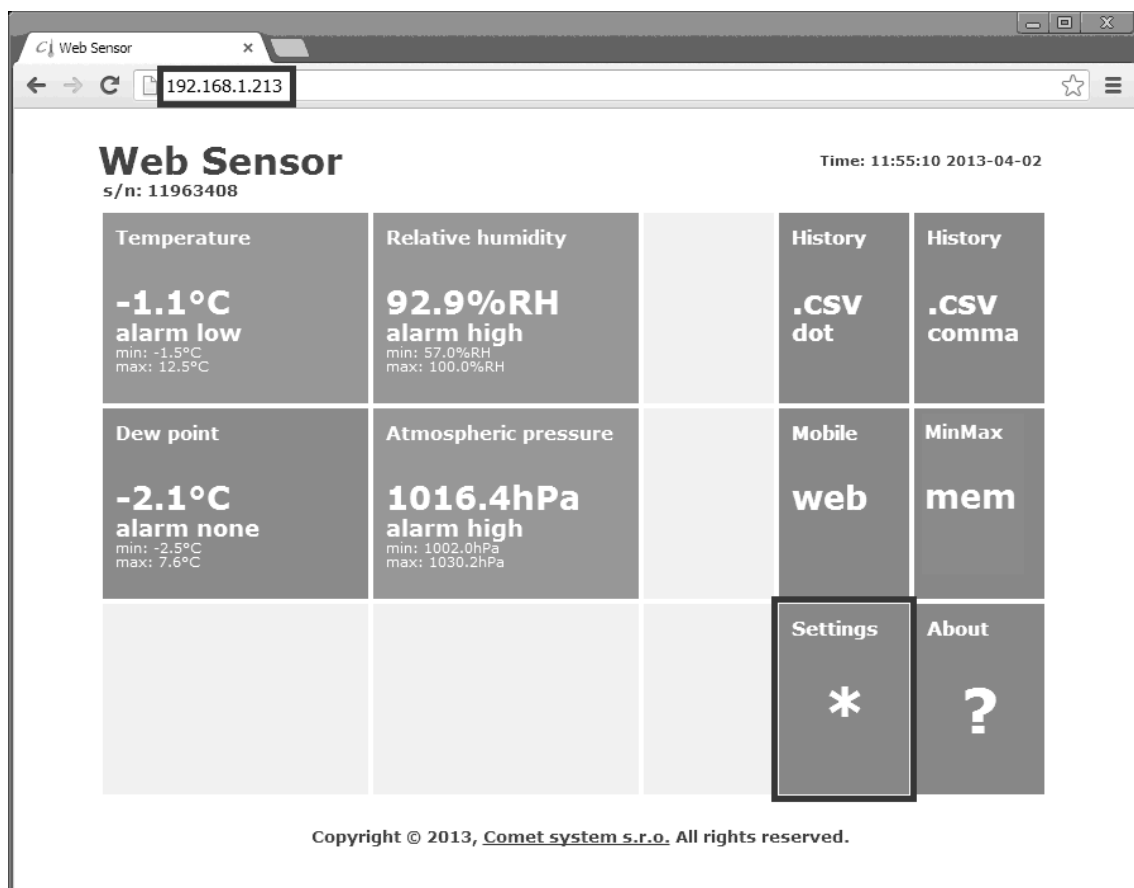 Web Sensor
192.168.1.213
Web Sensor
s/n: 11963408
Time: 11:55:10 2013-04-02
Temperature
-1.1°C
alarm low
min: -1.5°C
max: 12.5°C
Relative humidity
92.9%RH
alarm high
min: 57.0%RH
max: 100.0%RH
History
.csv
dot
History
.csv
comma
Dew point
-2.1°C
alarm none
min: -2.5°C
max: 7.6°C
Atmospheric pressure
1016.4hPa
alarm high
min: 1002.0hPa
max: 1030.2hPa
Mobile
web
MinMax
mem
Settings
*
About
?
Copyright © 2013, Comet system s.r.o. All rights reserved.